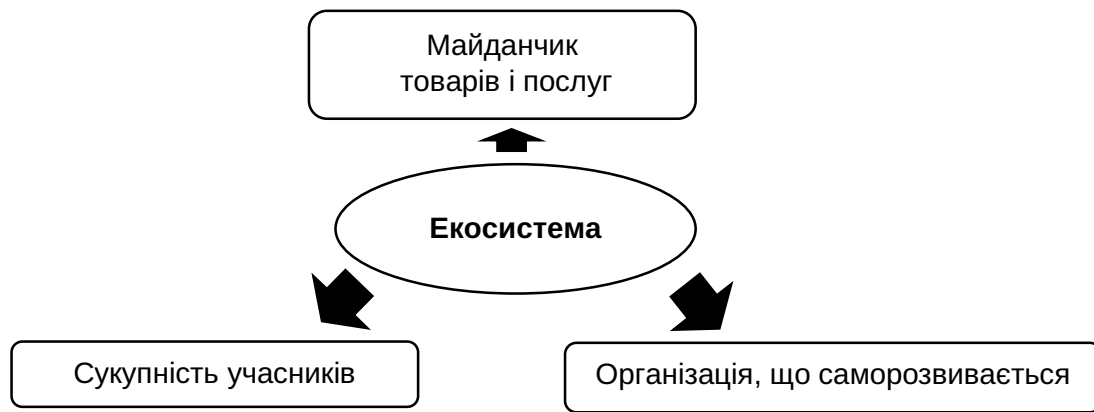 Майданчик
товарів і послуг
Екосистема
Сукупність учасників
Організація, що саморозвивається